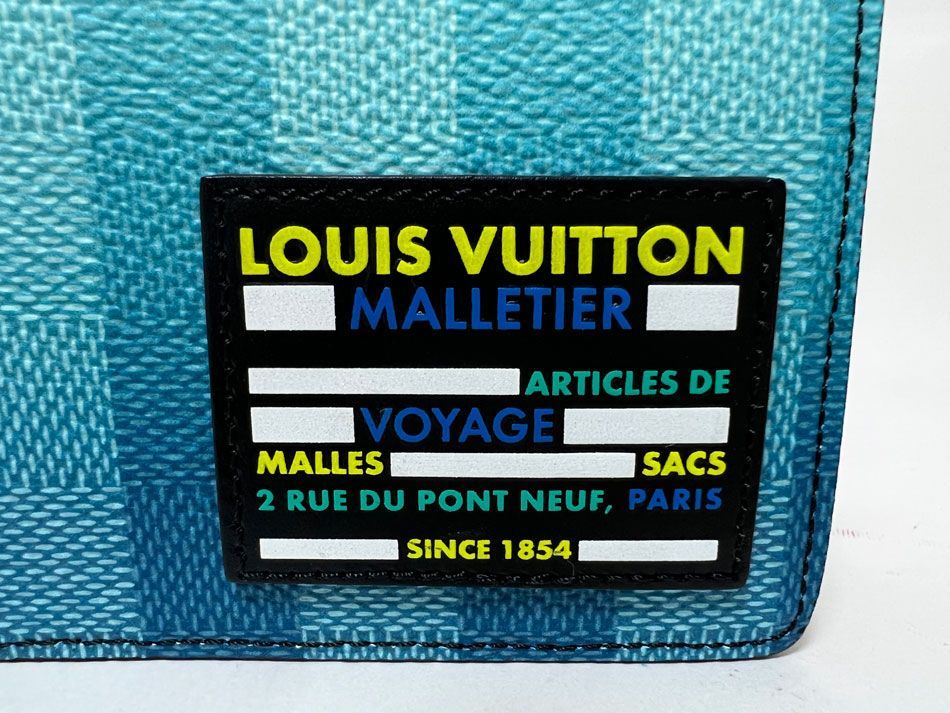 LOUIS VUITTON
MALLETIER
ARTICLES DE
VOYAGE
MALLES SACS
2 RUE DU PONT NEUF, PARIS
SINCE 1854